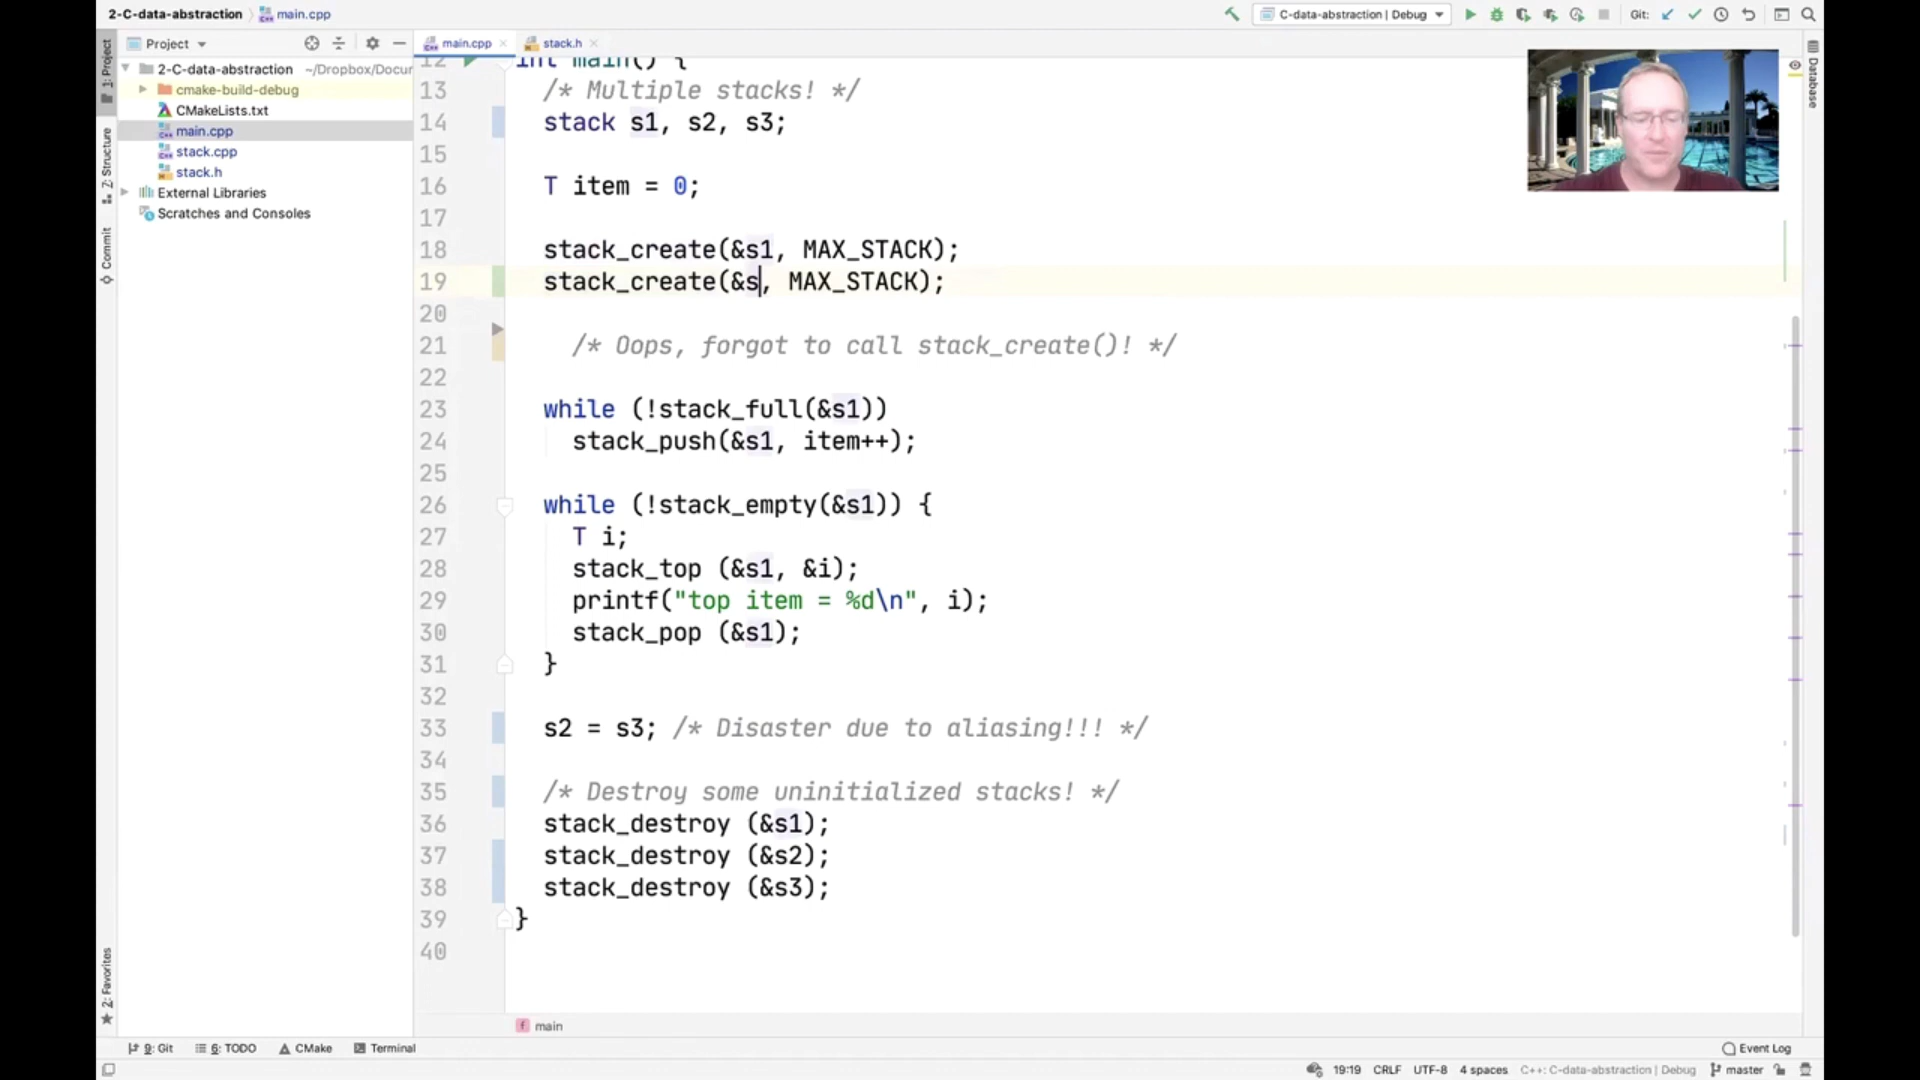 2-C-data-abstraction main.cpp
C-data-abstraction | Debug Git:
Project
main.cpp stack.h
1: Project
Z: Structure
Commit
2: Favorites
Database
2-C-data-abstraction ~/Dropbox/Docur
cmake-build-debug
CMakeLists.txt
main.cpp
stack.cpp
stack.h
External Libraries
Scratches and Consoles
12 int main() {
13 /* Multiple stacks! */
14 stack s1, s2, s3;
15
16 T item = 0;
17
18 stack_create(&s1, MAX_STACK);
19 stack_create(&s, MAX_STACK);
20
21 /* Oops, forgot to call stack_create()! */
22
23 while (!stack_full(&s1))
24 stack_push(&s1, item++);
25
26 while (!stack_empty(&s1)) {
27 T i;
28 stack_top (&s1, &i);
29 printf("top item = %d\n", i);
30 stack_pop (&s1);
31 }
32
33 s2 = s3; /* Disaster due to aliasing!!! */
34
35 /* Destroy some uninitialized stacks! */
36 stack_destroy (&s1);
37 stack_destroy (&s2);
38 stack_destroy (&s3);
39 }
40
f main
9: Git 6: TODO CMake Terminal Event Log
19:19 CRLF UTF-8 4 spaces C++: C-data-abstraction | Debug master